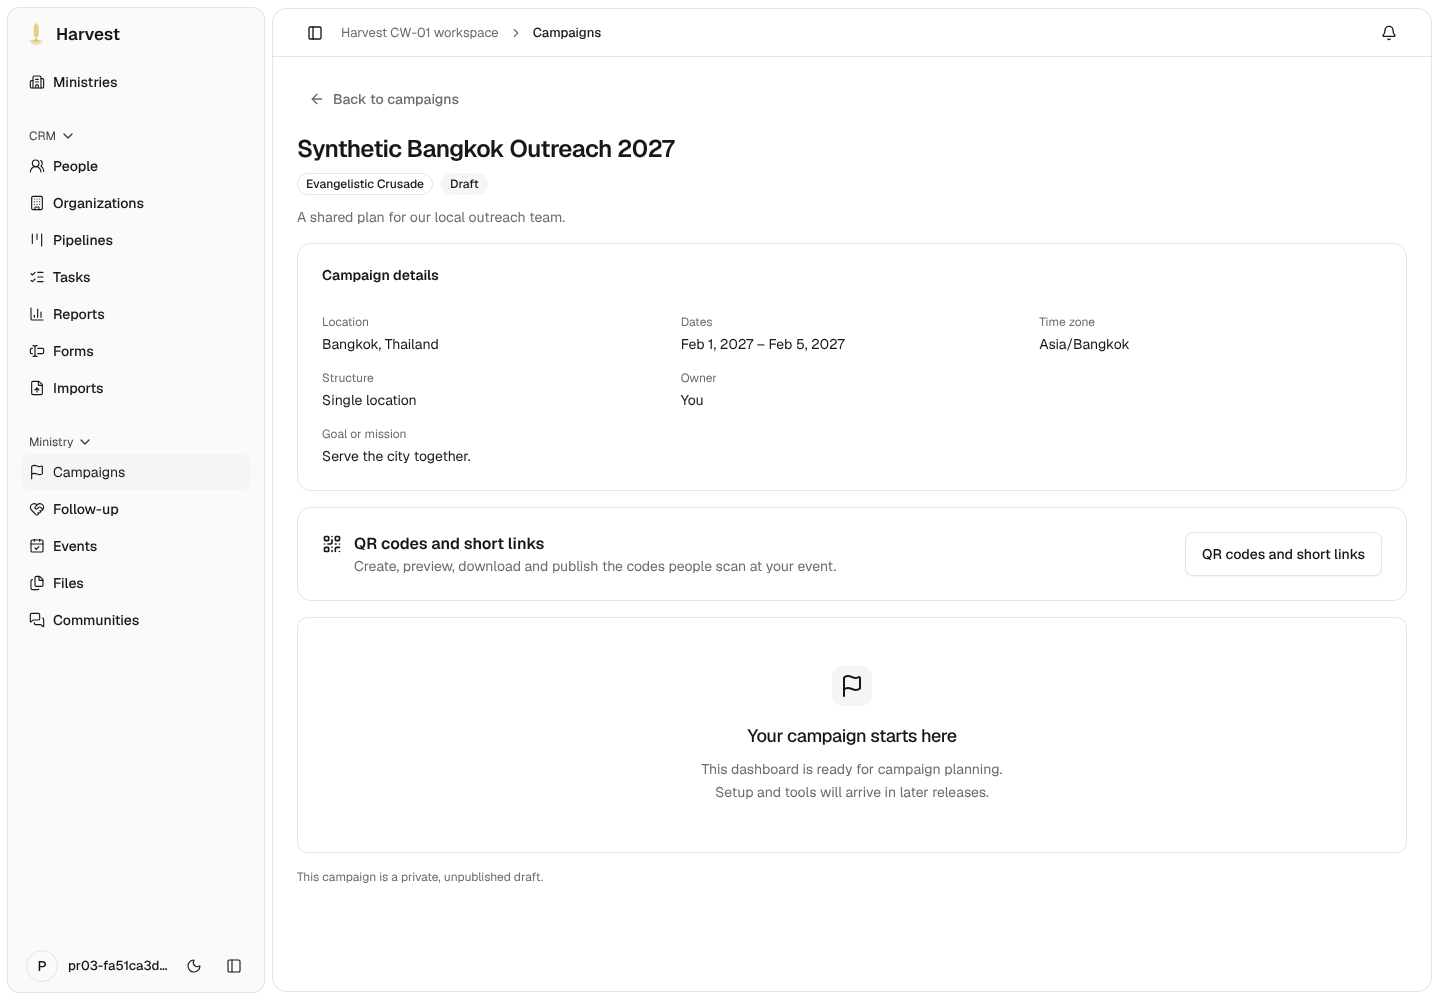 Harvest
Ministries
CRM
People
Organizations
Pipelines
Tasks
Reports
Forms
Imports
Ministry
Campaigns
Follow-up
Events
Files
Communities
P
pr03-fa51ca3d...
Harvest CW-01 workspace
Campaigns
Back to campaigns
Synthetic Bangkok Outreach 2027
Evangelistic Crusade
Draft
A shared plan for our local outreach team.
Campaign details
Location
Bangkok, Thailand
Dates
Feb 1, 2027 – Feb 5, 2027
Time zone
Asia/Bangkok
Structure
Single location
Owner
You
Goal or mission
Serve the city together.
QR codes and short links
Create, preview, download and publish the codes people scan at your event.
QR codes and short links
Your campaign starts here
This dashboard is ready for campaign planning.
Setup and tools will arrive in later releases.
This campaign is a private, unpublished draft.